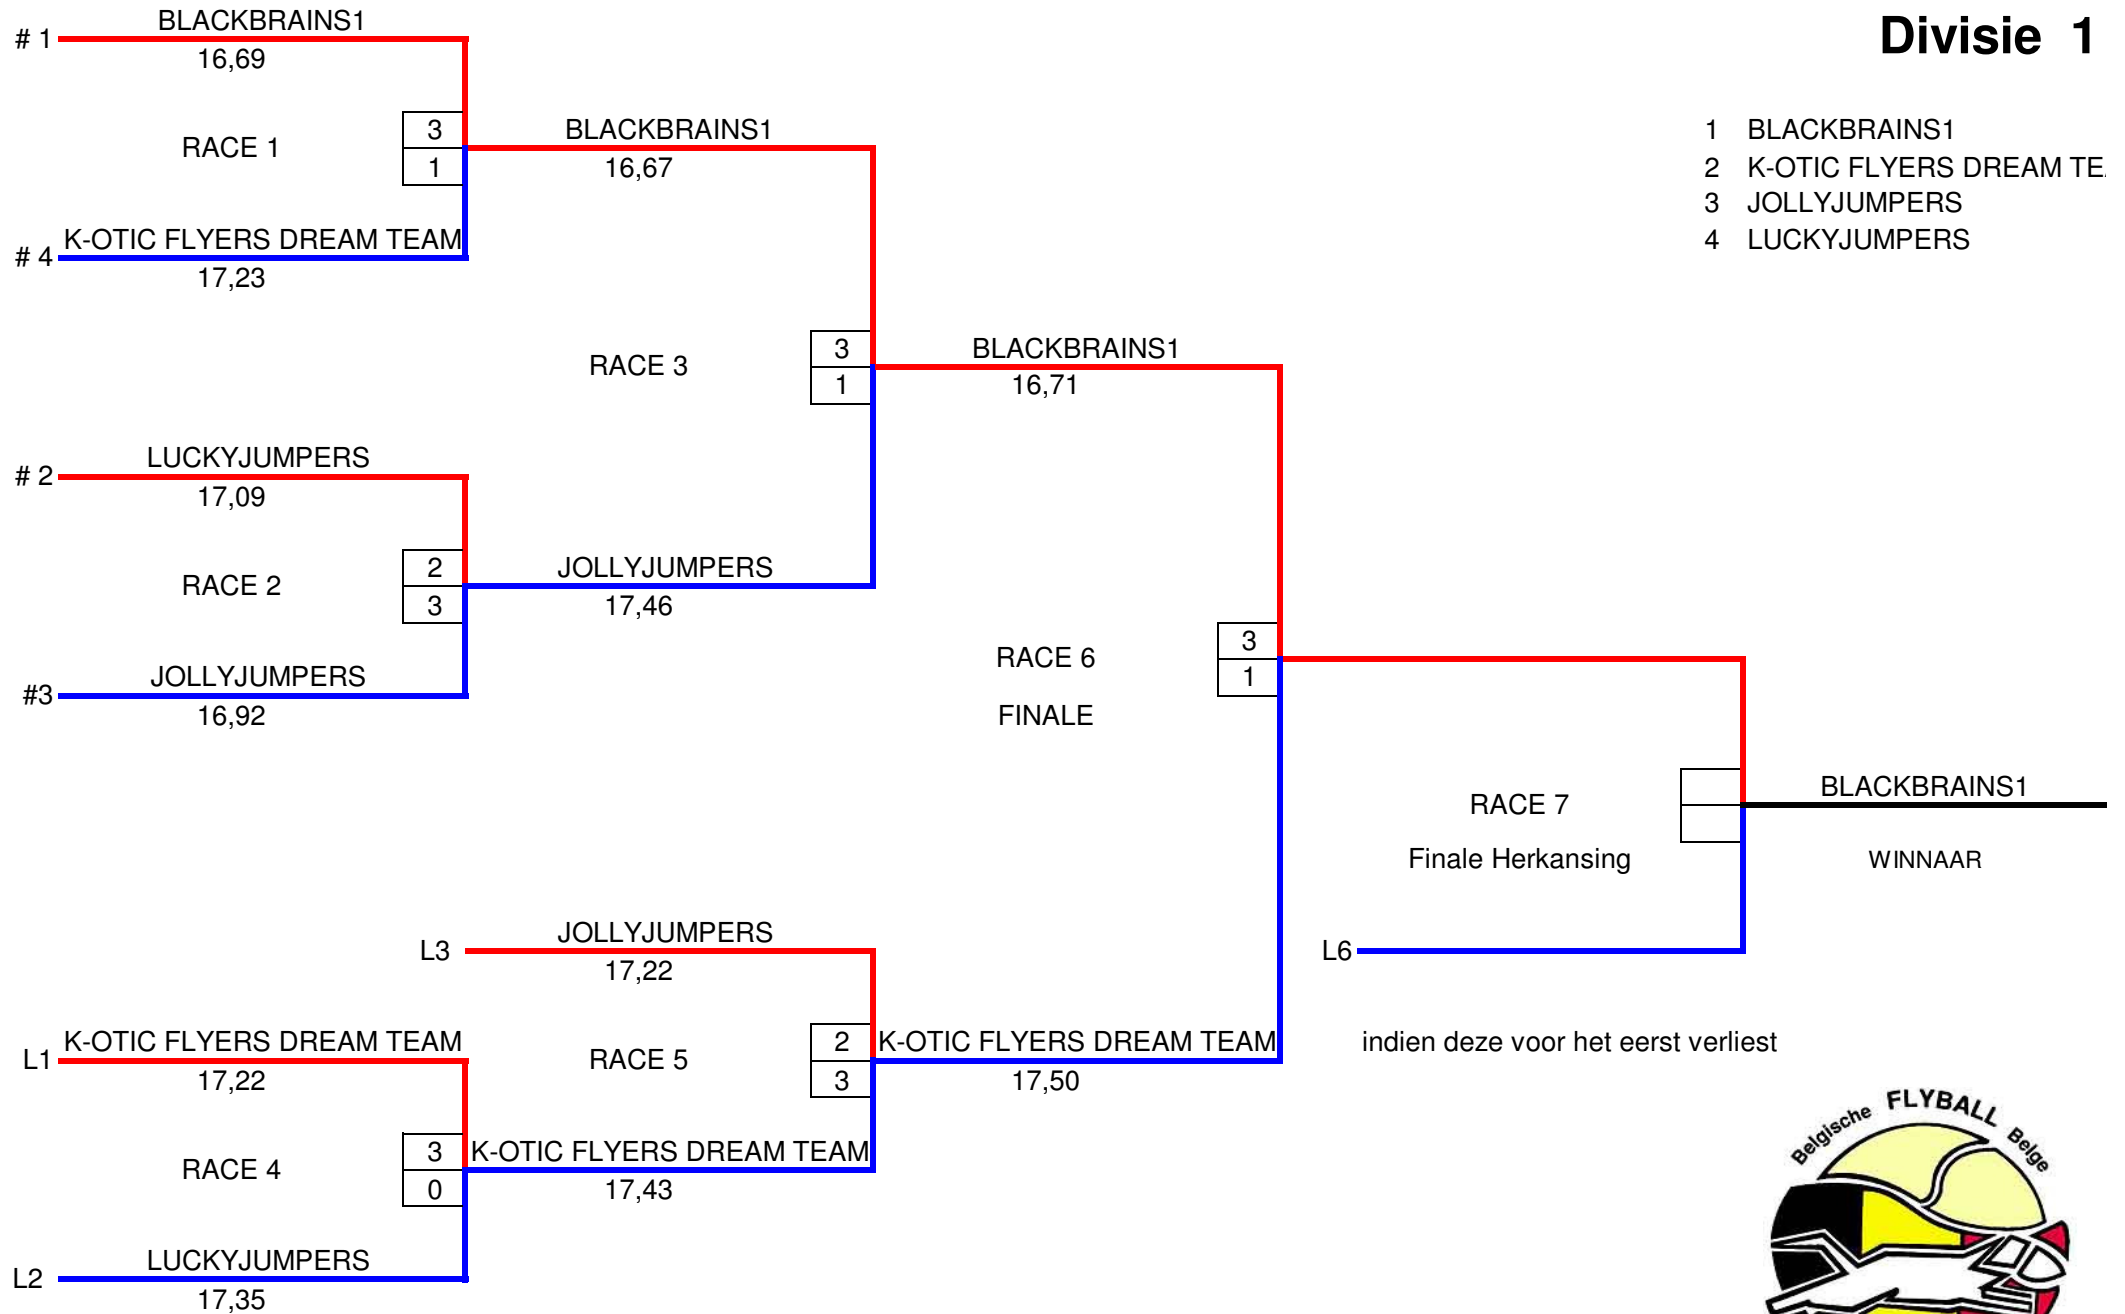 Divisie 1
1 BLACKBRAINS1
2 K-OTIC FLYERS DREAM
3 JOLLYJUMPERS
4 LUCKYJUMPERS
# 1
BLACKBRAINS1
16,69
RACE 1
3
1
# 4
K-OTIC FLYERS DREAM TEAM
17,23
BLACKBRAINS1
16,67
RACE 3
3
1
# 2
LUCKYJUMPERS
17,09
RACE 2
2
3
#3
JOLLYJUMPERS
16,92
JOLLYJUMPERS
17,46
BLACKBRAINS1
16,71
RACE 6
FINALE
3
1
RACE 7
Finale Herkansing
BLACKBRAINS1
WINNAAR
L6
indien deze voor het eerst verliest
L3
JOLLYJUMPERS
17,22
RACE 5
2
3
K-OTIC FLYERS DREAM TEAM
17,50
L1
K-OTIC FLYERS DREAM TEAM
17,22
RACE 4
3
0
K-OTIC FLYERS DREAM TEAM
17,43
L2
LUCKYJUMPERS
17,35
Belgische FLYBALL Belge